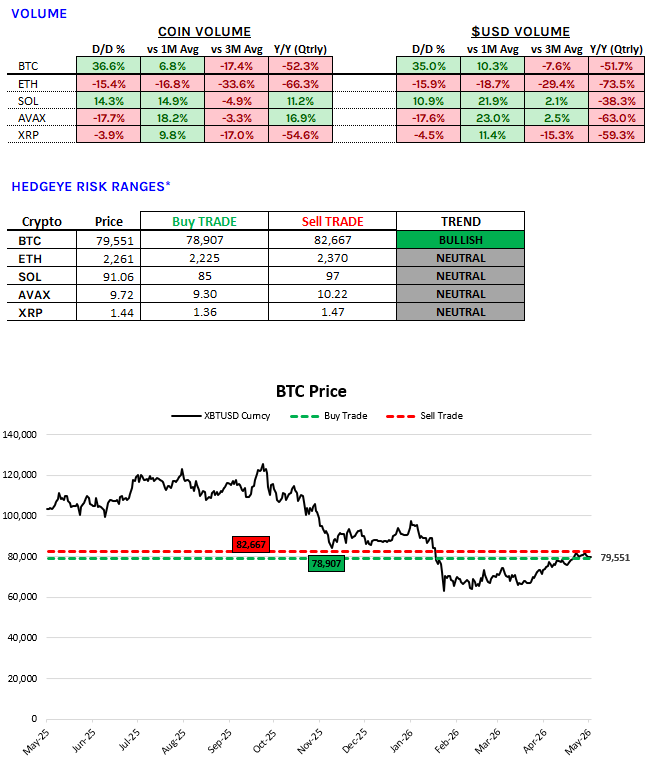 VOLUME
COIN VOLUME $USD VOLUME
D/D % vs 1M Avg vs 3M Avg Y/Y (Qtrly) D/D % vs 1M Avg vs 3M Avg Y/Y (Qtrly)
BTC 36.6% 6.8% -17.4% -52.3% 35.0% 10.3% -7.6% -51.7%
ETH -15.4% -16.8% -33.6% -66.3% -15.9% -18.7% -29.4% -73.5%
SOL 14.3% 14.9% -4.9% 11.2% 10.9% 21.9% 2.1% -38.3%
AVAX -17.7% 18.2% -3.3% 16.9% -17.6% 23.0% 2.5% -63.0%
XRP -3.9% 9.8% -17.0% -54.6% -4.5% 11.4% -15.3% -59.3%
HEDGEYE RISK RANGES*
Crypto Price Buy TRADE Sell TRADE TREND
BTC 79,551 78,907 82,667 BULLISH
ETH 2,261 2,225 2,370 NEUTRAL
SOL 91.06 85 97 NEUTRAL
AVAX 9.72 9.30 10.22 NEUTRAL
XRP 1.44 1.36 1.47 NEUTRAL
BTC Price
XBTUSD Curncy Buy Trade Sell Trade
140,000
120,000
100,000
80,000
60,000
40,000
20,000
0
82,667
78,907
79,551
May-25 Jun-25 Jul-25 Aug-25 Sep-25 Oct-25 Nov-25 Dec-25 Jan-26 Feb-26 Mar-26 Apr-26 May-26